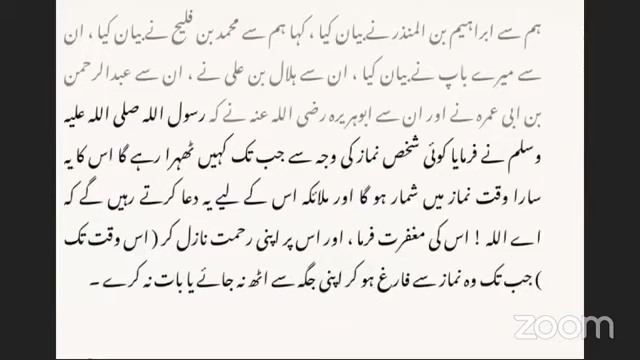 ہم سے ابراہیم بن المنذر نے بیان کیا ، کہا ہم سے محمد بن فلیح نے بیان کیا ، ان
سے میرے باپ نے بیان کیا ، ان سے ہلال بن علی نے ، ان سے عبدالرحمن
بن ابی عمرہ نے اور ان سے ابوہریرہ رضی اللہ عنہ نے کہ رسول اللہ صلی اللہ علیہ
وسلم نے فرمایا کوئی شخص نماز کی وجہ سے جب تک کہیں ٹھہرا رہے گا اس کا یہ
سارا وقت نماز میں شمار ہو گا اور ملائکہ اس کے لیے یہ دعا کرتے رہیں گے کہ
اے اللہ ! اس کی مغفرت فرما ، اور اس پر اپنی رحمت نازل کر ( اس وقت تک
) جب تک وہ نماز سے فارغ ہو کر اپنی جگہ سے اٹھ نہ جائے یا بات نہ کرے ۔
zoom